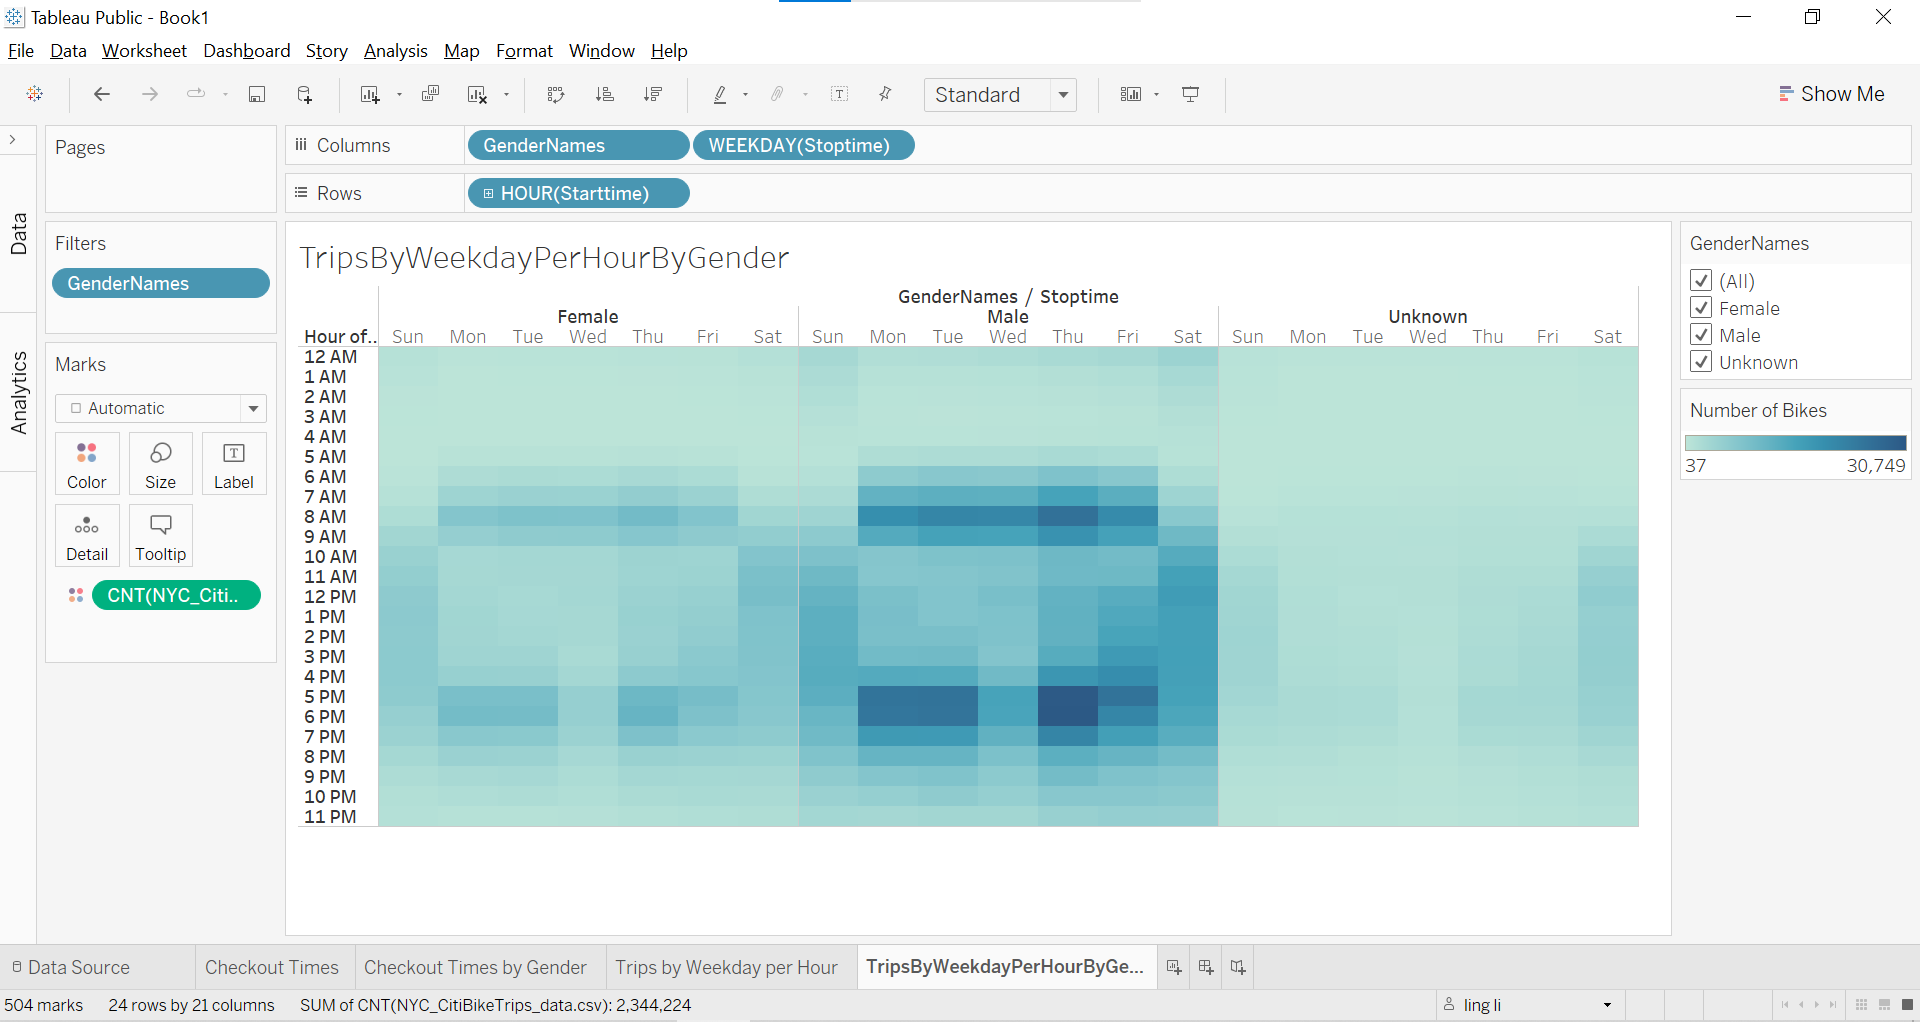 Tableau Public - Book1
File Data Worksheet Dashboard Story Analysis Map Format Window Help
Standard
Show Me
Data
Analytics
Pages
Filters
GenderNames
Marks
Automatic
Color Size Label
Detail Tooltip
CNT(NYC_Citi..
Columns GenderNames WEEKDAY(Stoptime)
Rows HOUR(Starttime)
TripsByWeekdayPerHourByGender
GenderNames / Stoptime
Female Male Unknown
Hour of.. Sun Mon Tue Wed Thu Fri Sat Sun Mon Tue Wed Thu Fri Sat Sun Mon Tue Wed Thu Fri Sat
12 AM
1 AM
2 AM
3 AM
4 AM
5 AM
6 AM
7 AM
8 AM
9 AM
10 AM
11 AM
12 PM
1 PM
2 PM
3 PM
4 PM
5 PM
6 PM
7 PM
8 PM
9 PM
10 PM
11 PM
GenderNames
(All)
Female
Male
Unknown
Number of Bikes
37 30,749
Data Source Checkout Times Checkout Times by Gender Trips by Weekday per Hour TripsByWeekdayPerHourByGe...
504 marks 24 rows by 21 columns SUM of CNT(NYC_CitiBikeTrips_data.csv): 2,344,224 ling li